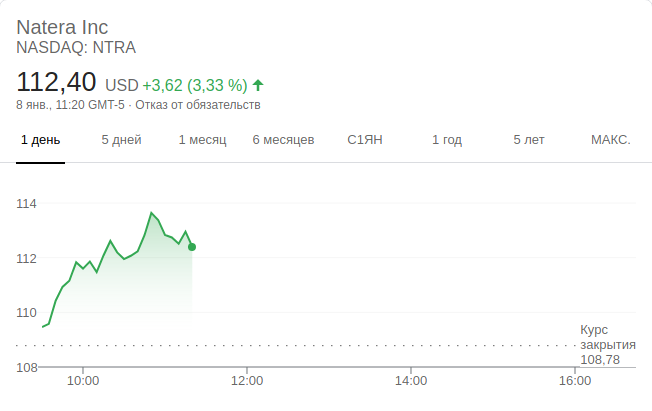 Natera Inc
NASDAQ: NTRA
112,40 USD +3,62 (3,33 %)
8 янв., 11:20 GMT-5 · Отказ от обязательств
1 день 5 дней 1 месяц 6 месяцев С1ЯН 1 год 5 лет МАКС.
114
112
110
Курс
закрытия
108,78
108
10:00 12:00 14:00 16:00